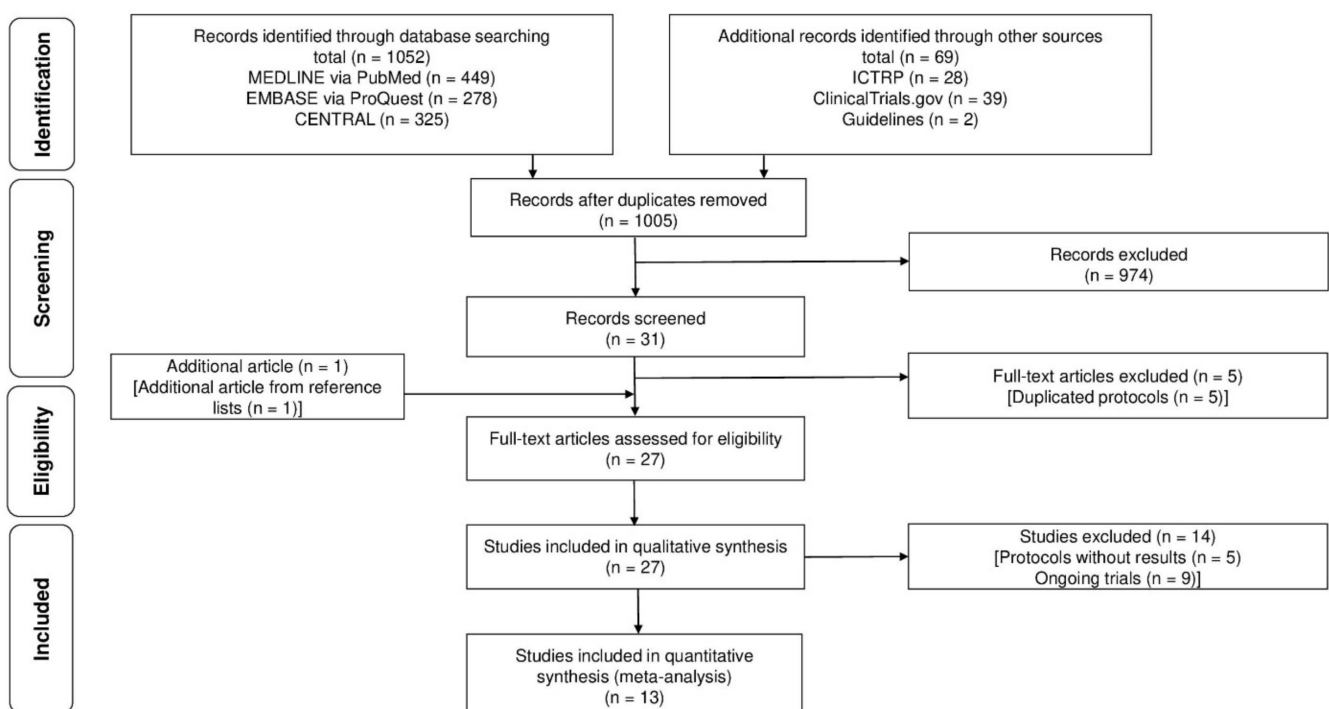 Identification
Records identified through database searching
total (n = 1052)
MEDLINE via PubMed (n = 449)
EMBASE via ProQuest (n = 278)
CENTRAL (n = 325)
Additional records identified through other sources
total (n = 69)
ICTRP (n = 28)
ClinicalTrials.gov (n = 39)
Guidelines (n = 2)
Screening
Records after duplicates removed
(n = 1005)
Records excluded
(n = 974)
Records screened
(n = 31)
Additional article (n = 1)
[Additional article from reference
lists (n = 1)]
Full-text articles excluded (n = 5)
[Duplicated protocols (n = 5)]
Eligibility
Full-text articles assessed for eligibility
(n = 27)
Included
Studies included in qualitative synthesis
(n = 27)
Studies excluded (n = 14)
[Protocols without results (n = 5)
Ongoing trials (n = 9)]
Studies included in quantitative
synthesis (meta-analysis)
(n = 13)